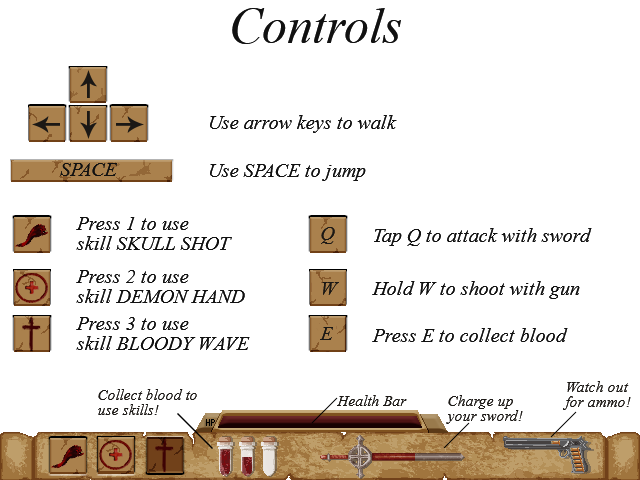 Controls
Use arrow keys to walk
SPACE
Use SPACE to jump
Press 1 to use
skill SKULL SHOT
Q
Tap Q to attack with sword
Press 2 to use
skill DEMON HAND
W
Hold W to shoot with gun
Press 3 to use
skill BLOODY WAVE
E
Press E to collect blood
Collect blood to
use skills!
Health Bar
Charge up
your sword!
Watch out
for ammo!
HP